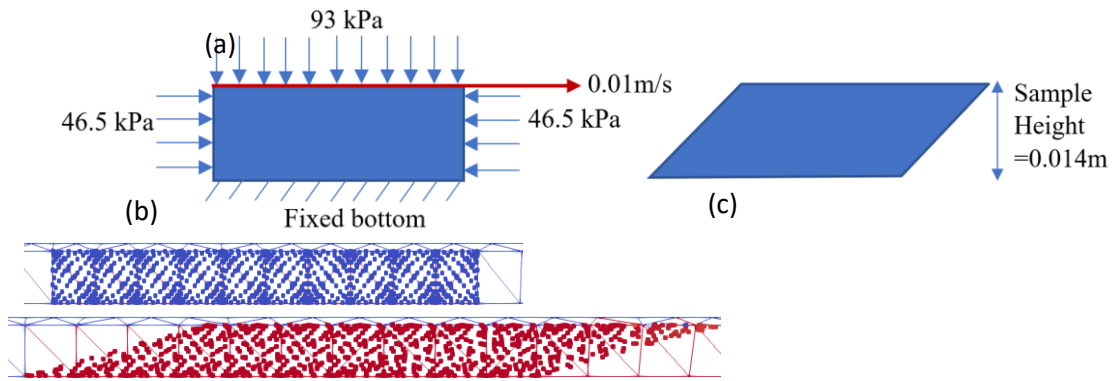 (a)
93 kPa
0.01m/s
46.5 kPa
46.5 kPa
Fixed bottom
Sample
Height
=0.014m
(b)
(c)